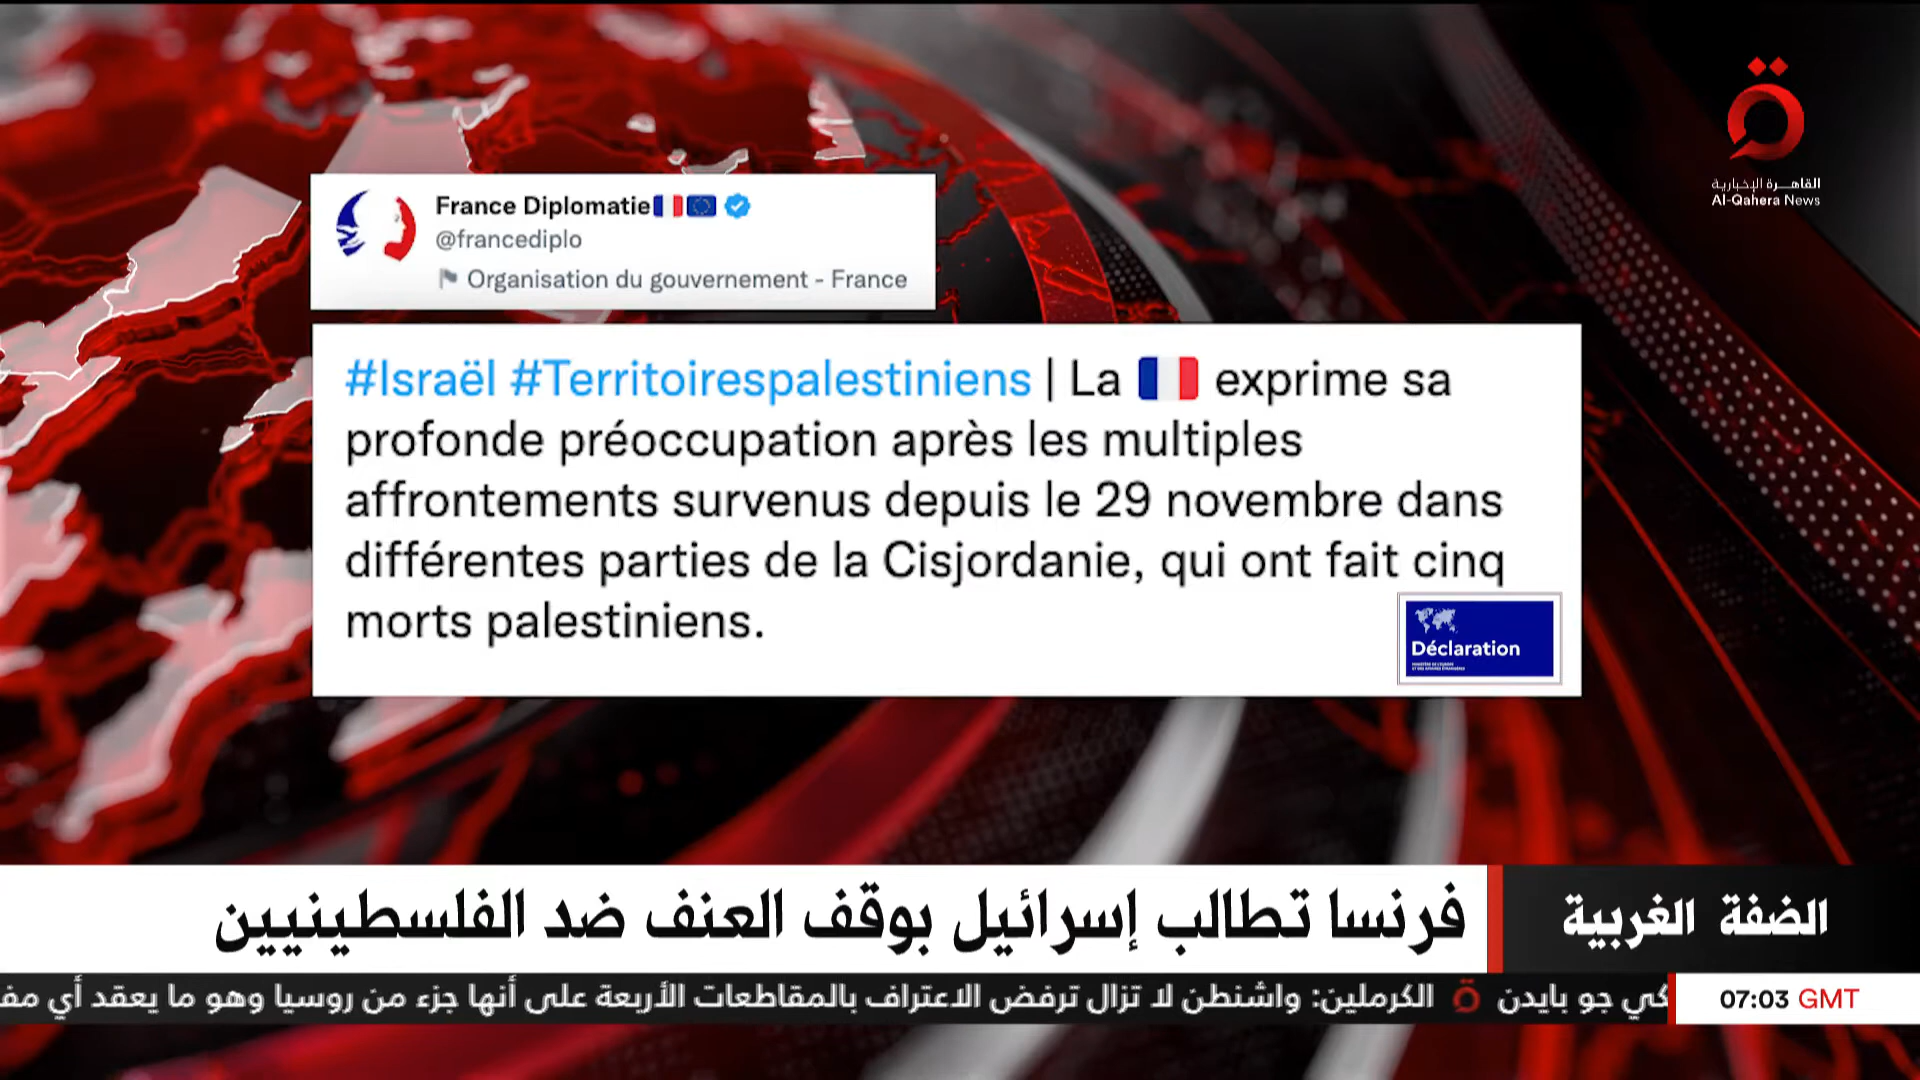 القاهرة الإخبارية
Al-Qahera News
France Diplomatie
@francediplo
Organisation du gouvernement - France
#Israël #Territoirespalestiniens | La 🇫🇷 exprime sa
profonde préoccupation après les multiples
affrontements survenus depuis le 29 novembre dans
différentes parties de la Cisjordanie, qui ont fait cinq
morts palestiniens.
Déclaration
الضفة الغربية
فرنسا تطالب إسرائيل بوقف العنف ضد الفلسطينيين
جو بايدن الكرملين: واشنطن لا تزال ترفض الاعتراف بالمقاطعات الأربعة على أنها جزء من روسيا وهو ما يعقد أي
07:03 GMT